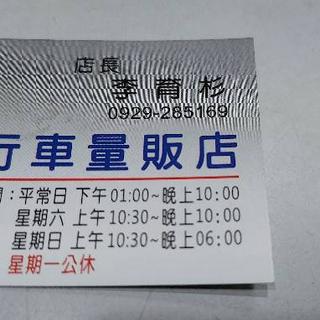 店長
李育杉
0929-285169
行車量販店
間：平常日 下午01:00~晚上10:00
星期六 上午10:30~晚上10:00
星期日 上午10:30~晚上06:00
星期一公休